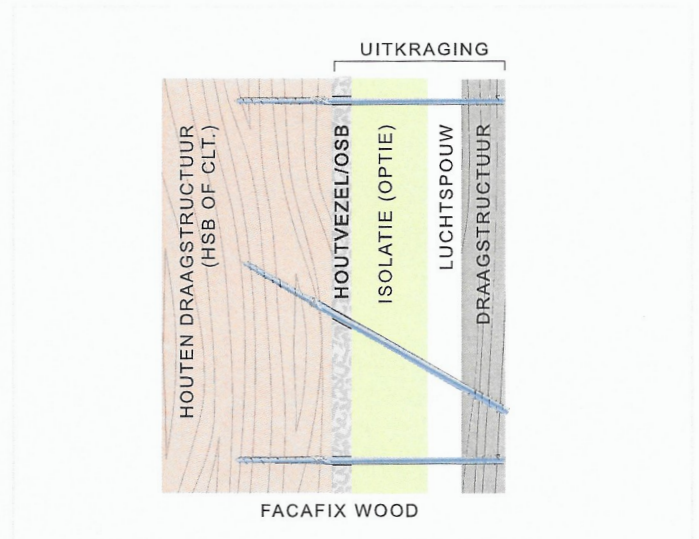 UITKRAGING
HOUTEN DRAAGSTRUCTUUR
(HSB OF CLT.)
HOUTVEZEL/OSB
ISOLATIE (OPTIE)
LUCHTSPOUW
DRAAGSTRUCTUUR
FACAFIX WOOD